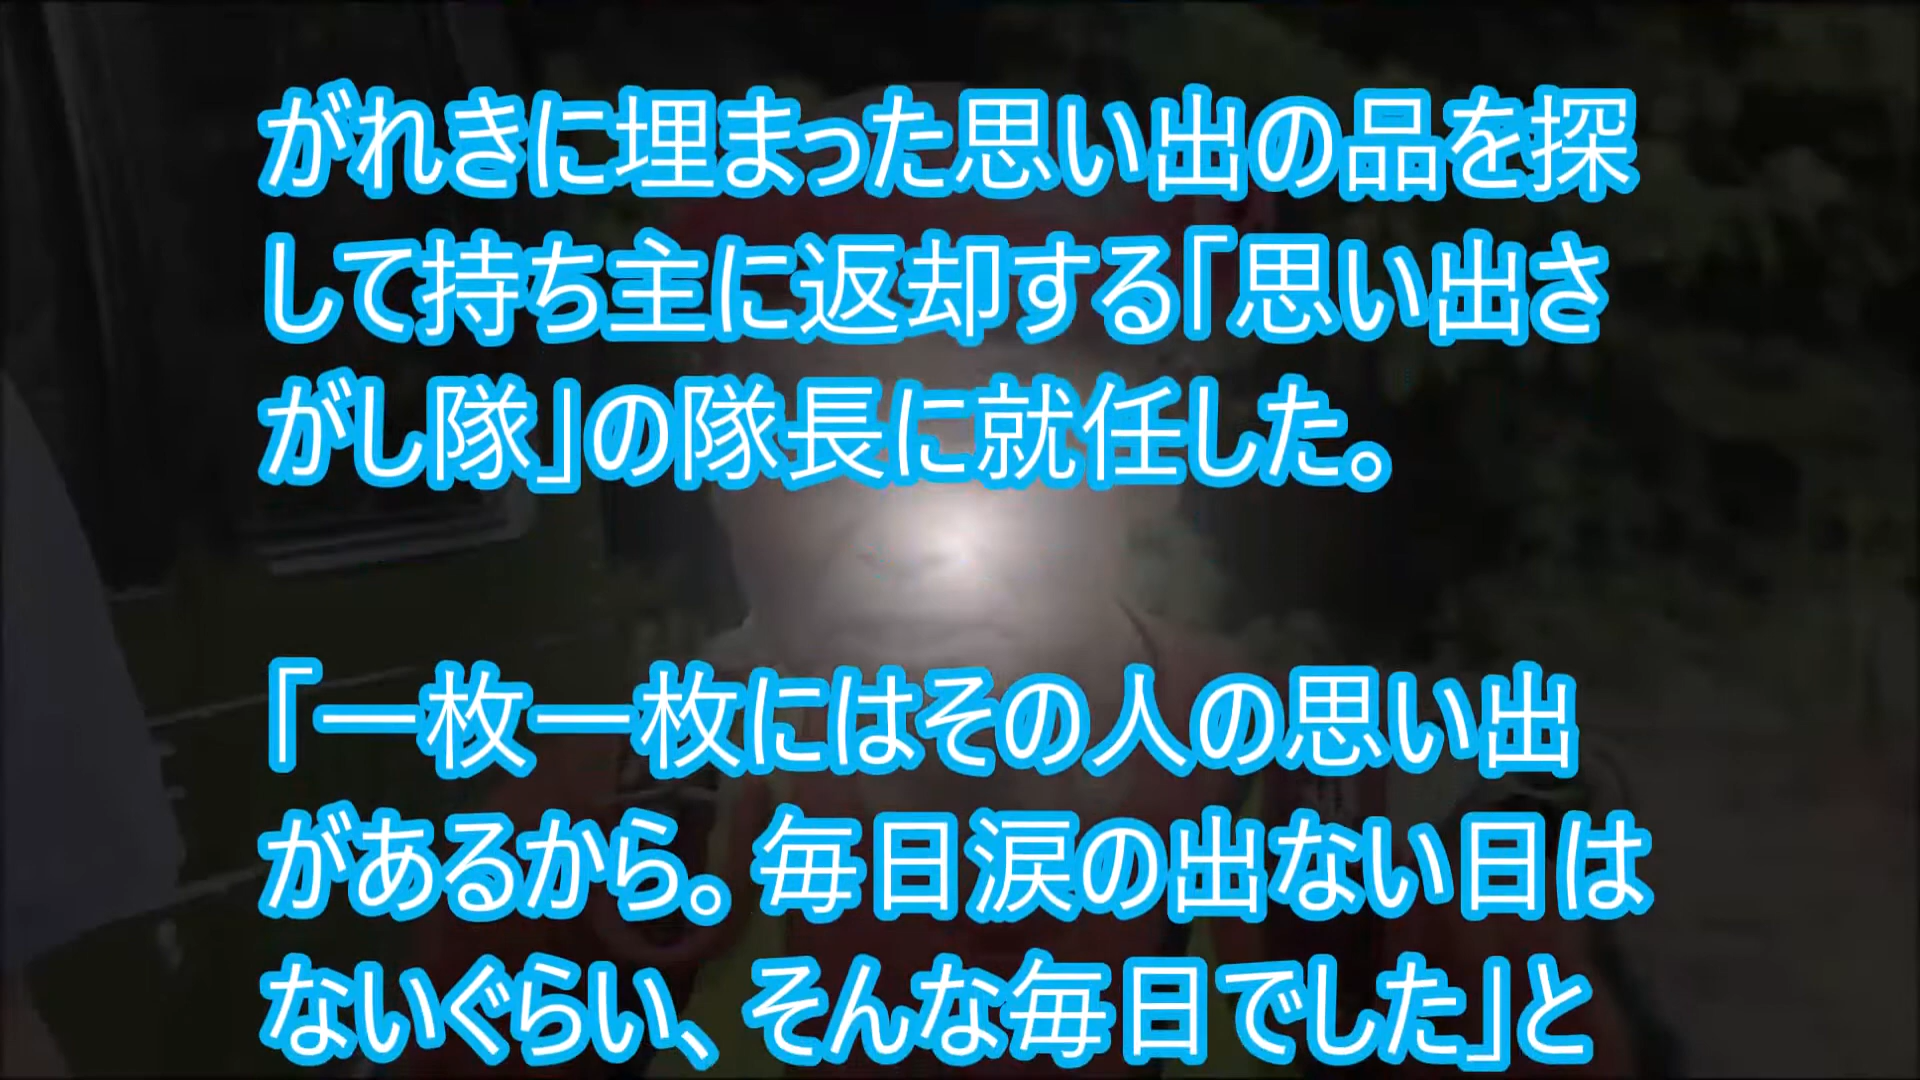 がれきに埋まった思い出の品を探
して持ち主に返却する「思い出さ
がし隊」の隊長に就任した。
「一枚一枚にはその人の思い出
があるから。毎日涙の出ない日は
ないぐらい、そんな毎日でした」と